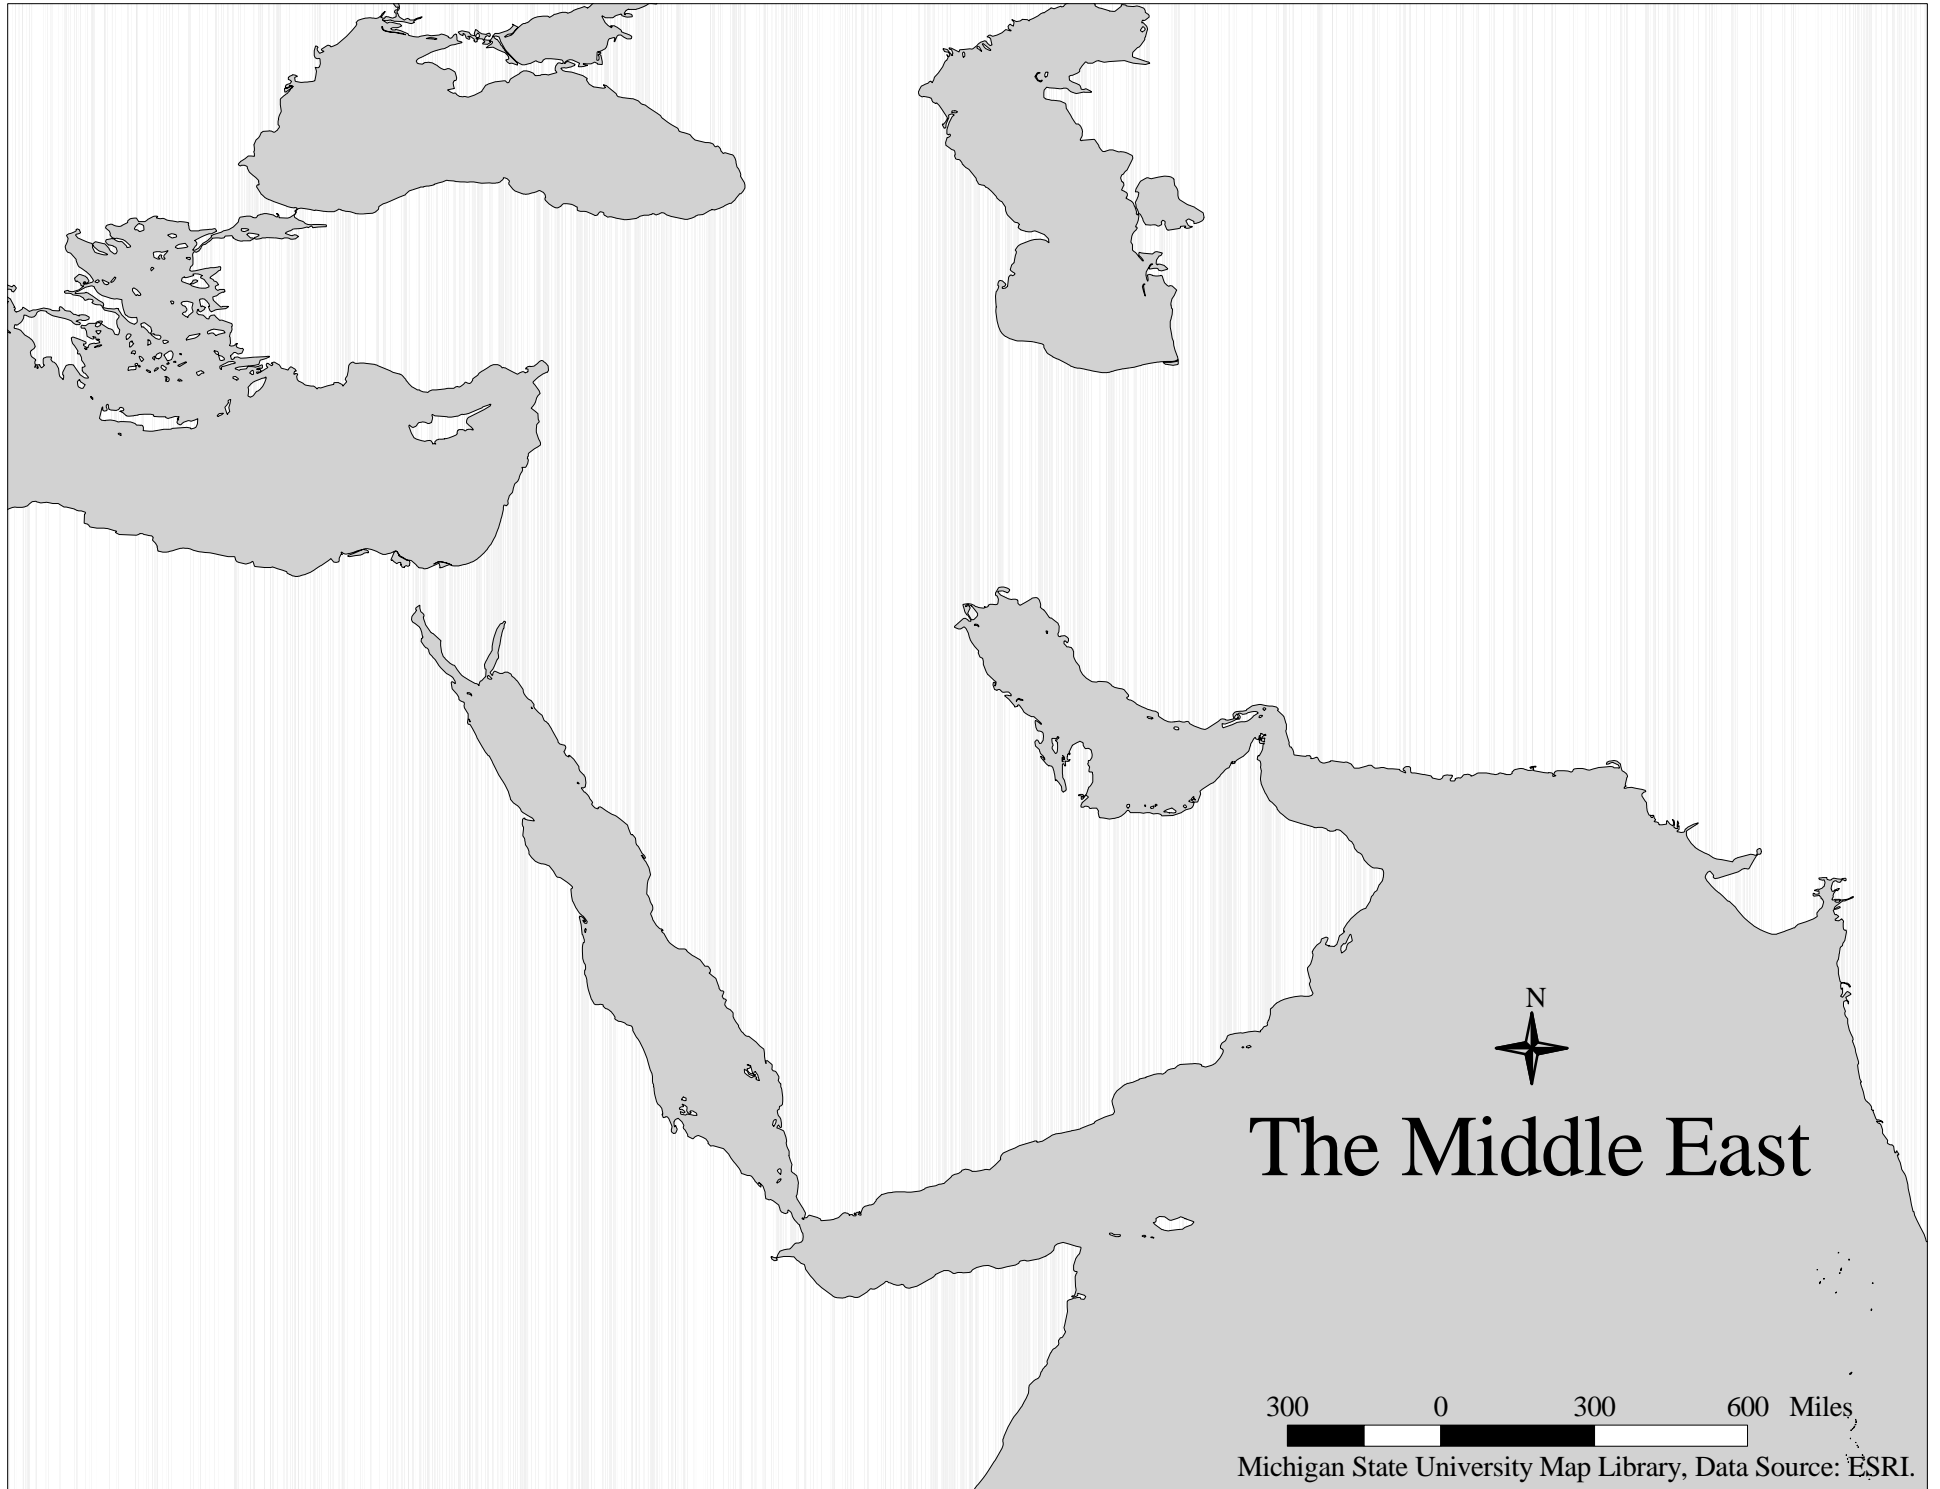 N
The Middle East
300 0 300 600 Miles
Michigan State University Map Library, Data Source: ESRI.